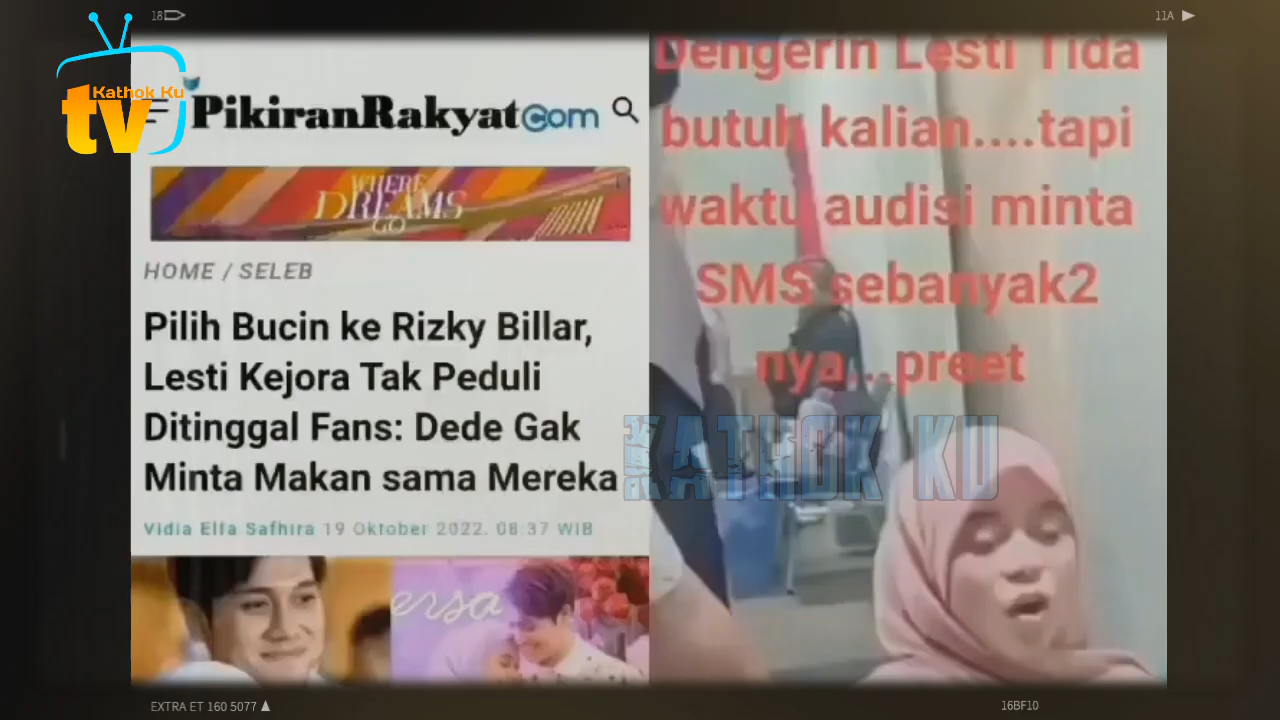 18
11A
Kathok Ku
tv
PikiranRakyat.com
WHERE
DREAMS
GO
HOME / SELEB
Pilih Bucin ke Rizky Billar,
Lesti Kejora Tak Peduli
Ditinggal Fans: Dede Gak
Minta Makan sama Mereka
Vidia Elfa Safhira 19 Oktober 2022, 08:37 WIB
ersa
Dengerin Lesti Tida
butuh kalian....tapi
waktu audisi minta
SMS sebanyak2
nya...preet
KATHOK KU
EXTRA ET 160 5077
16BF10